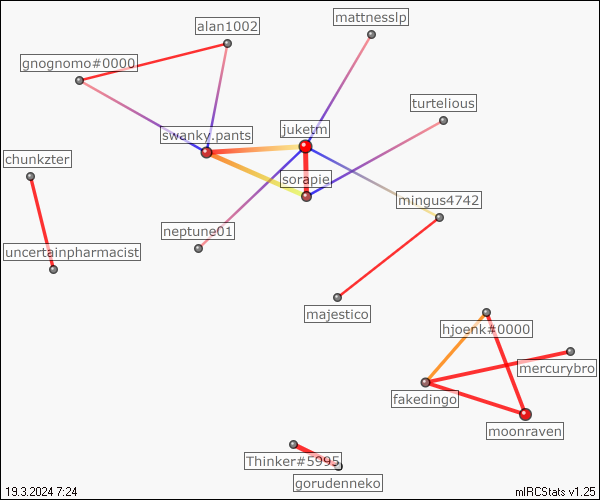 mattnesslp
alan1002
gnognomo#0000
turtelious
juketm
swanky.pants
chunkzter
sorapie
mingus4742
neptune01
uncertainpharmacist
majestico
hjoenk#0000
mercurybro
fakedingo
moonraven
Thinker#5995
gorudenneko
19.3.2024 7:24
mIRCStats v1.25